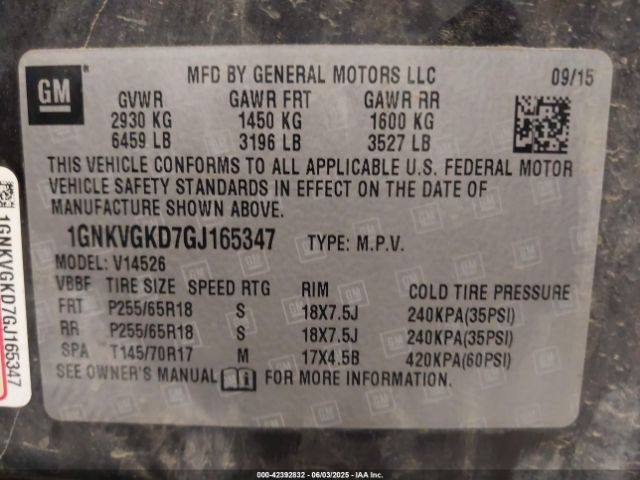 GM
MFD BY GENERAL MOTORS LLC 09/15
GVWR GAWR FRT GAWR RR
2930 KG 1450 KG 1600 KG
6459 LB 3196 LB 3527 LB
THIS VEHICLE CONFORMS TO ALL APPLICABLE U.S. FEDERAL MOTOR
VEHICLE SAFETY STANDARDS IN EFFECT ON THE DATE OF
MANUFACTURE SHOWN ABOVE.
1GNKVGKD7GJ165347 TYPE: M.P.V.
MODEL: V14526
VBBF TIRE SIZE SPEED RTG RIM COLD TIRE PRESSURE
FRT P255/65R18 S 18X7.5J 240KPA(35PSI)
RR P255/65R18 S 18X7.5J 240KPA(35PSI)
SPA T145/70R17 M 17X4.5B 420KPA(60PSI)
SEE OWNER'S MANUAL FOR MORE INFORMATION.
1GNKVGKD7GJ165347
000-42392832 - 06/03/2025 - IAA Inc.